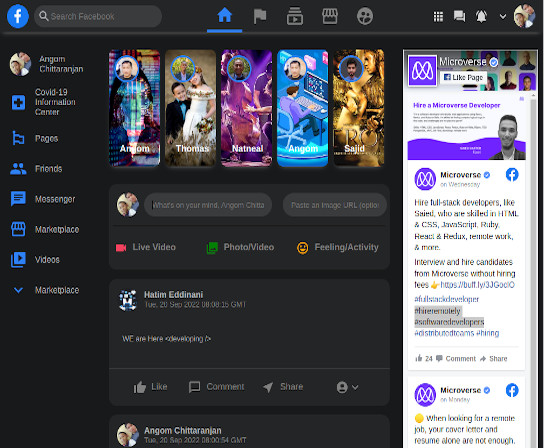 Search Facebook
Angom
Chittaranjan
Covid-19
Information
Center
Pages
Friends
Messenger
Marketplace
Videos
Marketplace
Angom
Thomas
Natneal
Angom
Sajid
What's on your mind, Angom Chitta
Paste an image URL (option
Live Video
Photo/Video
Feeling/Activity
Hatim Eddinani
Tue, 20 Sep 2022 08:08:15 GMT
WE are Here <developing />
Like
Comment
Share
Angom Chittaranjan
Tue, 20 Sep 2022 08:00:54 GMT
Microverse
Like Page
Hire a Microverse Developer
Microverse
on Wednesday
Hire full-stack developers, like
Saied, who are skilled in HTML
& CSS, JavaScript, Ruby,
React & Redux, remote work,
& more.
Interview and hire candidates
from Microverse without hiring
fees 👉https://buff.ly/3JGodIO
#fullstackdeveloper
#hireremotely
#softwaredevelopers
#distributedteams #hiring
24 Comment Share
Microverse
on Monday
🙂 When looking for a remote
job, your cover letter and
resume alone are not enough.